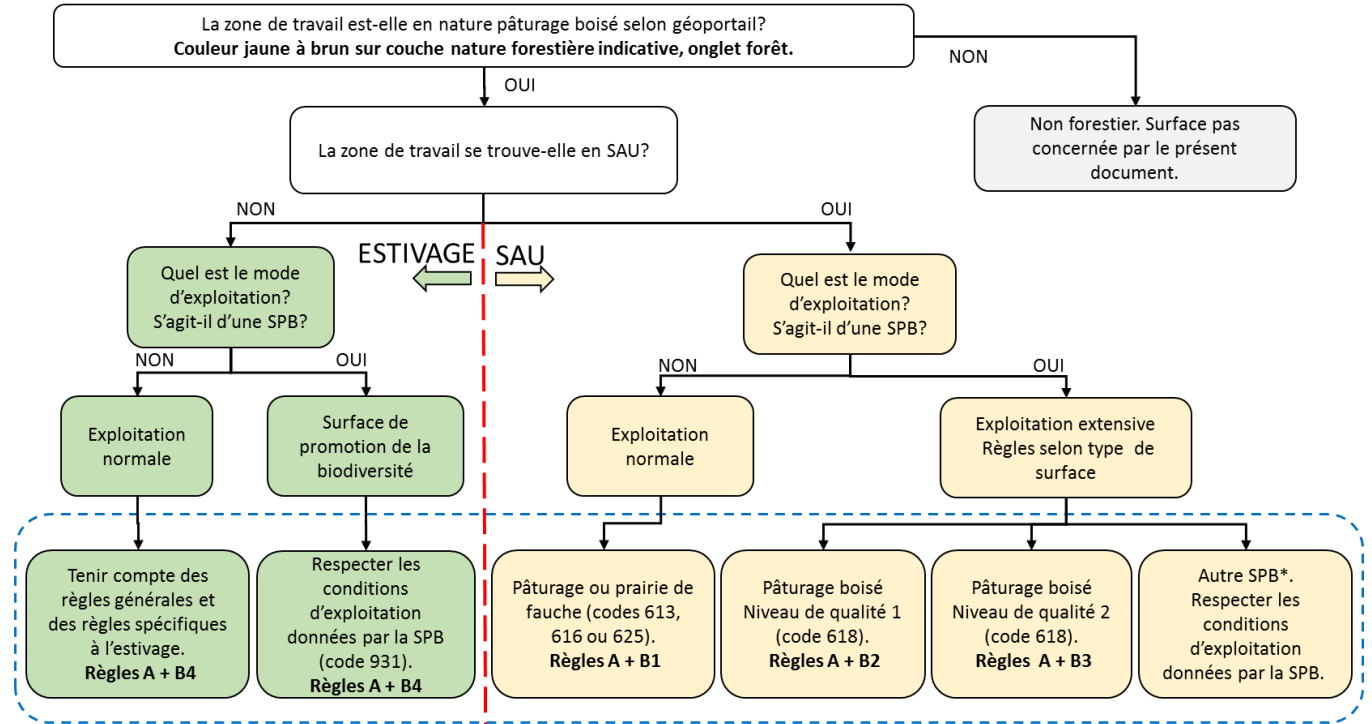 La zone de travail est-elle en nature pâturage boisé selon géoportail?
Couleur jaune à brun sur couche nature forestière indicative, onglet forêt.
NON
OUI
Non forestier. Surface pas
concernée par le présent
document.
La zone de travail se trouve-elle en SAU?
NON
OUI
ESTIVAGE
SAU
Quel est le mode
d'exploitation?
S'agit-il d'une SPB?
Quel est le mode
d'exploitation?
S'agit-il d'une SPB?
NON
OUI
NON
OUI
Exploitation
normale
Surface de
promotion de la
biodiversité
Exploitation
normale
Exploitation extensive
Règles selon type de
surface
Tenir compte des
règles générales et
des règles spécifiques
à l'estivage.
Règles A + B4
Respecter les
conditions
d'exploitation
données par la SPB
(code 931).
Règles A + B4
Pâturage ou prairie de
fauche (codes 613,
616 ou 625).
Règles A + B1
Pâturage boisé
Niveau de qualité 1
(code 618).
Règles A + B2
Pâturage boisé
Niveau de qualité 2
(code 618).
Règles A + B3
Autre SPB*.
Respecter les
conditions
d'exploitation
données par la SPB.